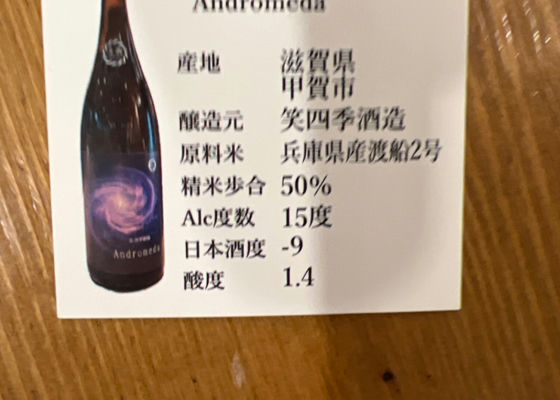 Andromeda
産地 滋賀県
甲賀市
醸造元 笑四季酒造
原料米 兵庫県産渡船2号
精米歩合 50%
Alc度数 15度
日本酒度 -9
酸度 1.4
Andromeda